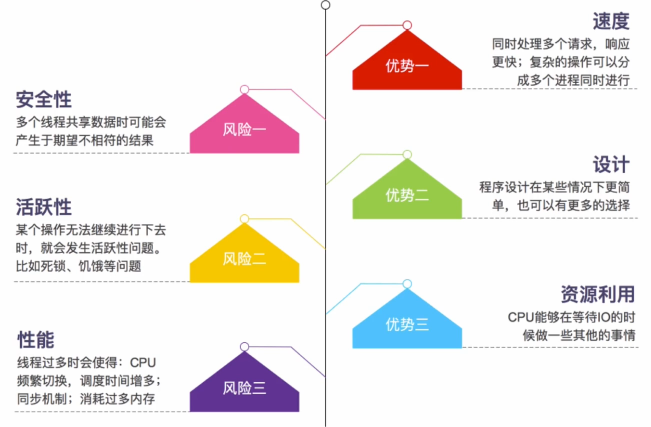 速度
同时处理多个请求，响应
更快；复杂的操作可以分
成多个进程同时进行
优势一
安全性
多个线程共享数据时可能会
产生于期望不相符的结果
风险一
设计
程序设计在某些情况下更简
单，也可以有更多的选择
优势二
活跃性
某个操作无法继续进行下去
时，就会发生活跃性问题。
比如死锁、饥饿等问题
风险二
资源利用
CPU能够在等待IO的时
候做一些其他的事情
优势三
性能
线程过多时会使得：CPU
频繁切换，调度时间增多；
同步机制；消耗过多内存
风险三